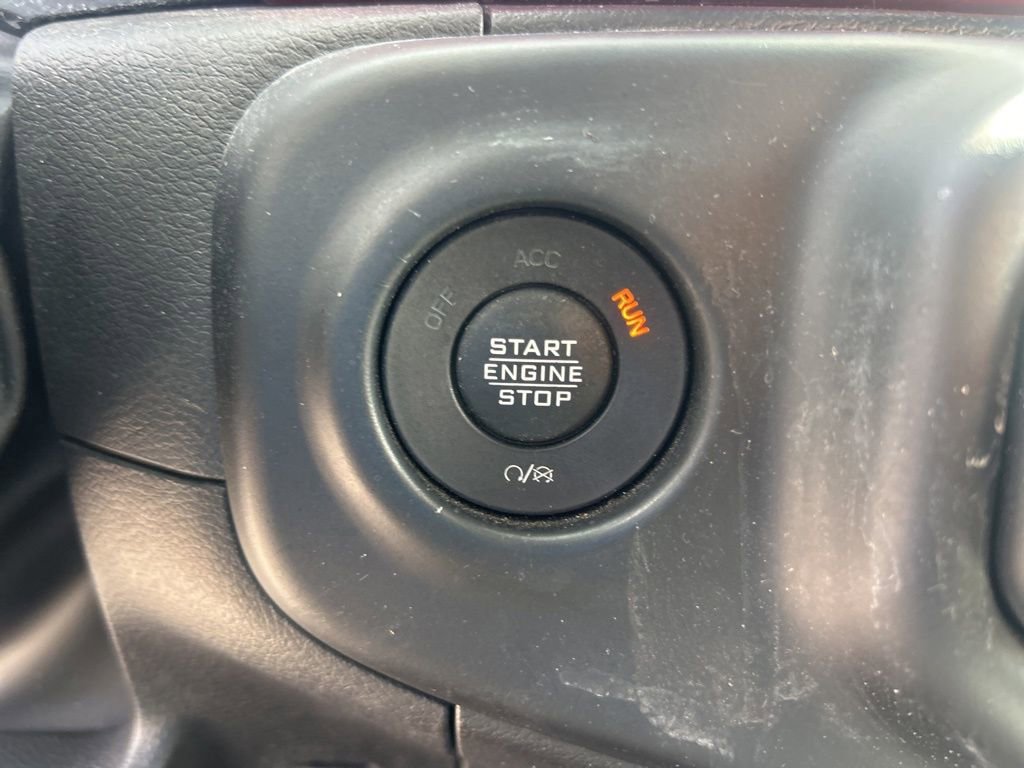 ACC
OFF
RUN
START
ENGINE
STOP